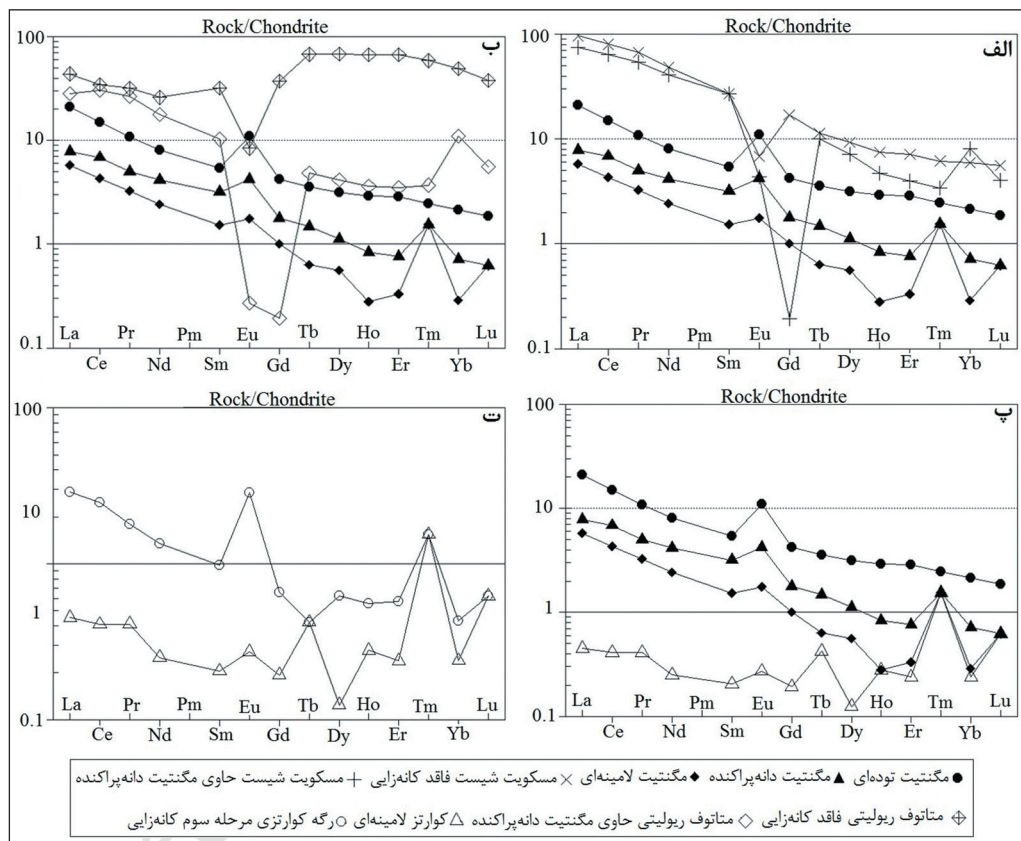 Rock/Chondrite
الف
100
10
1
0.1
La Pr Pm Eu Tb Ho Tm Lu
Ce Nd Sm Gd Dy Er Yb
Rock/Chondrite
ب
100
10
1
0.1
La Pr Pm Eu Tb Ho Tm Lu
Ce Nd Sm Gd Dy Er Yb
Rock/Chondrite
پ
100
10
1
0.1
La Pr Pm Eu Tb Ho Tm Lu
Ce Nd Sm Gd Dy Er Yb
Rock/Chondrite
ت
100
10
1
0.1
La Pr Pm Eu Tb Ho Tm Lu
Ce Nd Sm Gd Dy Er Yb
مگنتیت توده‌ای مگنتیت دانه‌پراکنده مگنتیت لامینه‌ای مسکویت شیست فاقد کانه‌زایی مسکویت شیست حاوی مگنتیت دانه‌پراکنده
متاتوف ریولیتی فاقد کانه‌زایی متاتوف ریولیتی حاوی مگنتیت دانه‌پراکنده کوارتز لامینه‌ای رگه کوارتزی مرحله سوم کانه‌زایی